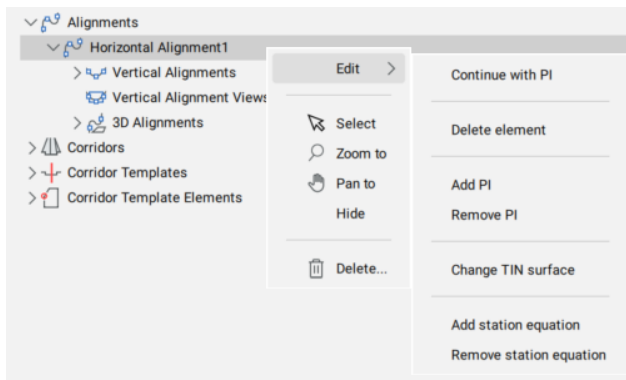 Alignments
Horizontal Alignment1
Vertical Alignments
Vertical Alignment Views
3D Alignments
Corridors
Corridor Templates
Corridor Template Elements
Edit
Select
Zoom to
Pan to
Hide
Delete...
Continue with PI
Delete element
Add PI
Remove PI
Change TIN surface
Add station equation
Remove station equation